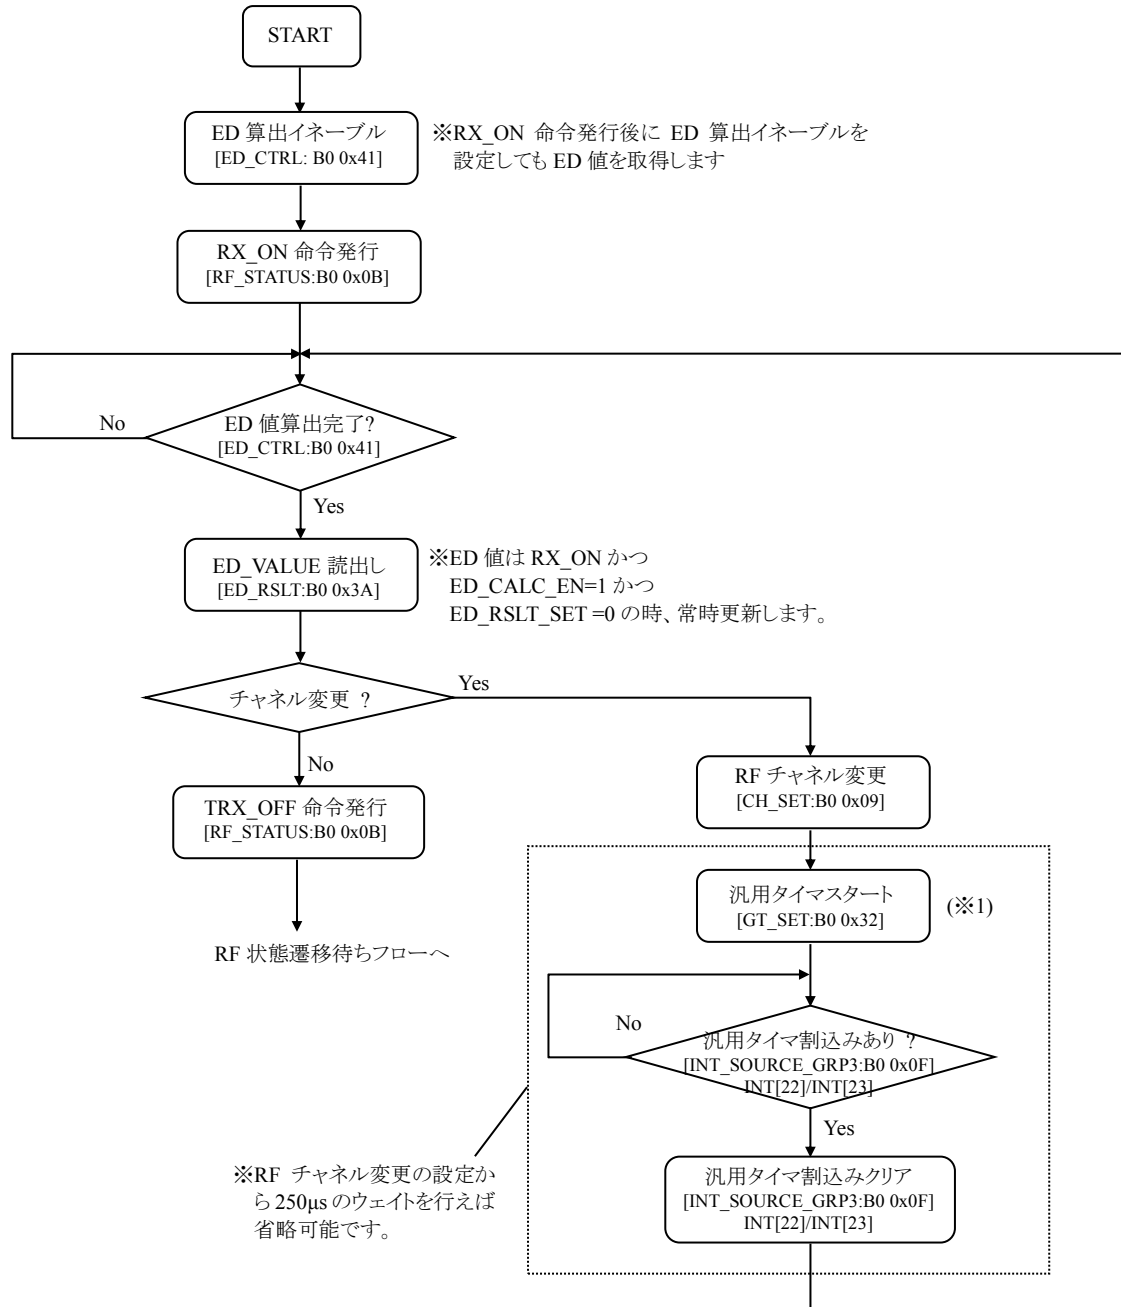 START
ED 算出イネーブル
[ED_CTRL: B0 0x41]
※RX_ON 命令発行後に ED 算出イネーブルを
設定しても ED 値を取得します
RX_ON 命令発行
[RF_STATUS:B0 0x0B]
No
ED 値算出完了?
[ED_CTRL:B0 0x41]
Yes
ED_VALUE 読出し
[ED_RSLT:B0 0x3A]
※ED 値は RX_ON かつ
ED_CALC_EN=1 かつ
ED_RSLT_SET =0 の時、常時更新します。
チャネル変更 ?
Yes
No
TRX_OFF 命令発行
[RF_STATUS:B0 0x0B]
RF 状態遷移待ちフローへ
RF チャネル変更
[CH_SET:B0 0x09]
汎用タイマスタート
[GT_SET:B0 0x32]
(※1)
No
汎用タイマ割込みあり ?
[INT_SOURCE_GRP3:B0 0x0F]
INT[22]/INT[23]
Yes
汎用タイマ割込みクリア
[INT_SOURCE_GRP3:B0 0x0F]
INT[22]/INT[23]
※RF チャネル変更の設定か
ら 250μs のウェイトを行えば
省略可能です。